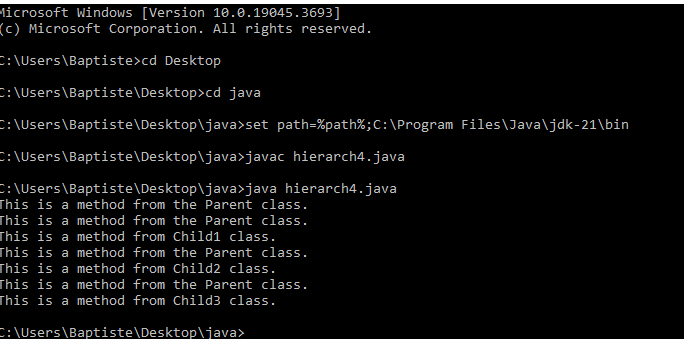 Microsoft Windows [Version 10.0.19045.3693]
(c) Microsoft Corporation. All rights reserved.
C:\Users\Baptiste>cd Desktop
C:\Users\Baptiste\Desktop>cd java
C:\Users\Baptiste\Desktop\java>set path=%path%;C:\Program Files\Java\jdk-21\bin
C:\Users\Baptiste\Desktop\java>javac hierarch4.java
C:\Users\Baptiste\Desktop\java>java hierarch4.java
This is a method from the Parent class.
This is a method from the Parent class.
This is a method from Child1 class.
This is a method from the Parent class.
This is a method from Child2 class.
This is a method from the Parent class.
This is a method from Child3 class.
C:\Users\Baptiste\Desktop\java>